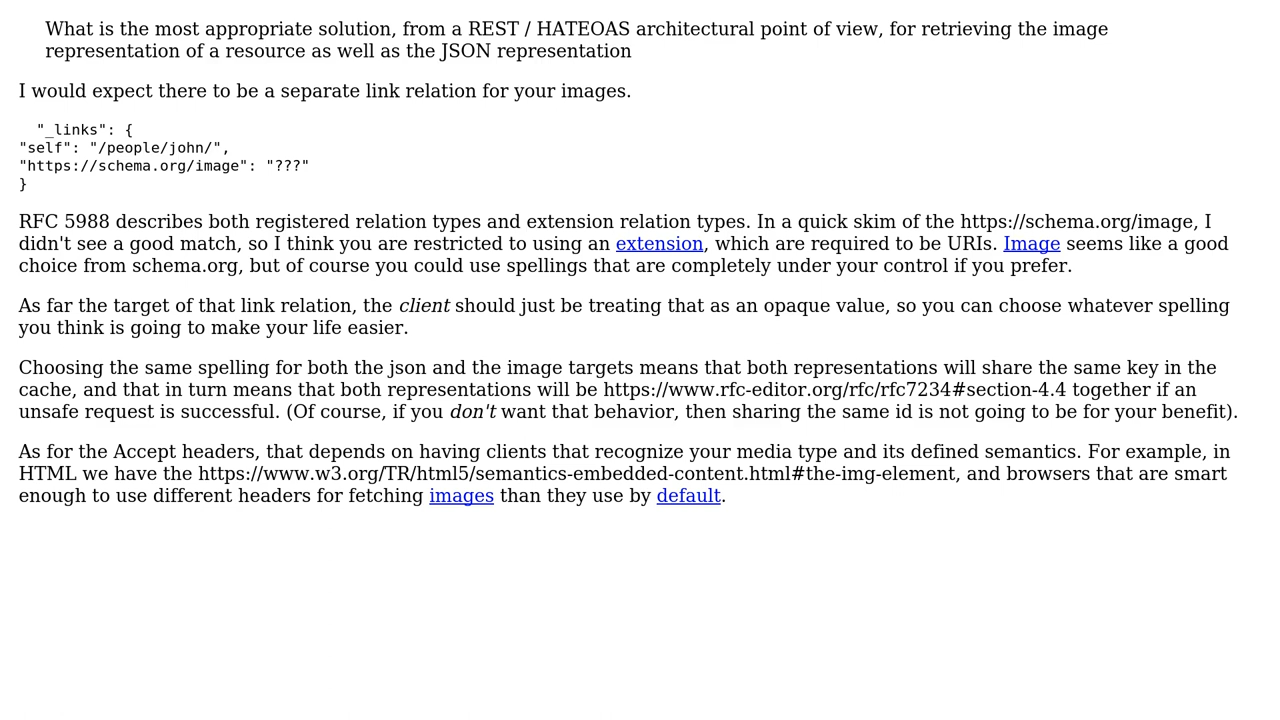 What is the most appropriate solution, from a REST / HATEOAS architectural point of view, for retrieving the image
representation of a resource as well as the JSON representation
I would expect there to be a separate link relation for your images.
"_links": {
"self": "/people/john/",
"https://schema.org/image": "???"
}
RFC 5988 describes both registered relation types and extension relation types. In a quick skim of the https://schema.org/image, I
didn't see a good match, so I think you are restricted to using an extension, which are required to be URIs. Image seems like a good
choice from schema.org, but of course you could use spellings that are completely under your control if you prefer.
As far the target of that link relation, the client should just be treating that as an opaque value, so you can choose whatever spelling
you think is going to make your life easier.
Choosing the same spelling for both the json and the image targets means that both representations will share the same key in the
cache, and that in turn means that both representations will be https://www.rfc-editor.org/rfc/rfc7234#section-4.4 together if an
unsafe request is successful. (Of course, if you don't want that behavior, then sharing the same id is not going to be for your benefit).
As for the Accept headers, that depends on having clients that recognize your media type and its defined semantics. For example, in
HTML we have the https://www.w3.org/TR/html5/semantics-embedded-content.html#the-img-element, and browsers that are smart
enough to use different headers for fetching images than they use by default.